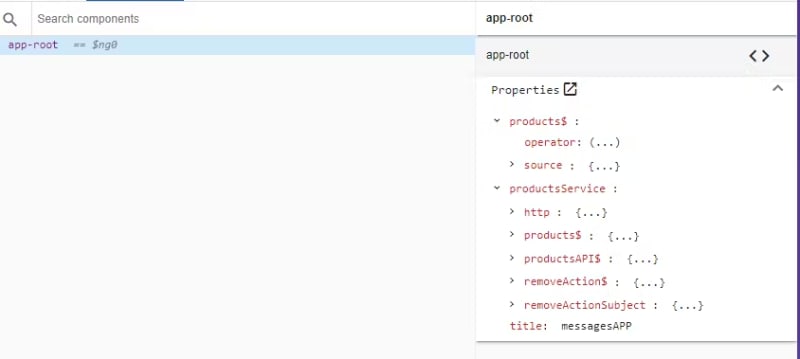 Search components
app-root == $ng0
app-root
app-root <>
Properties
products$ :
operator: (...)
source : {...}
productsService :
http : {...}
products$ : {...}
productsAPI$ : {...}
removeAction$ : {...}
removeActionSubject : {...}
title: messagesAPP